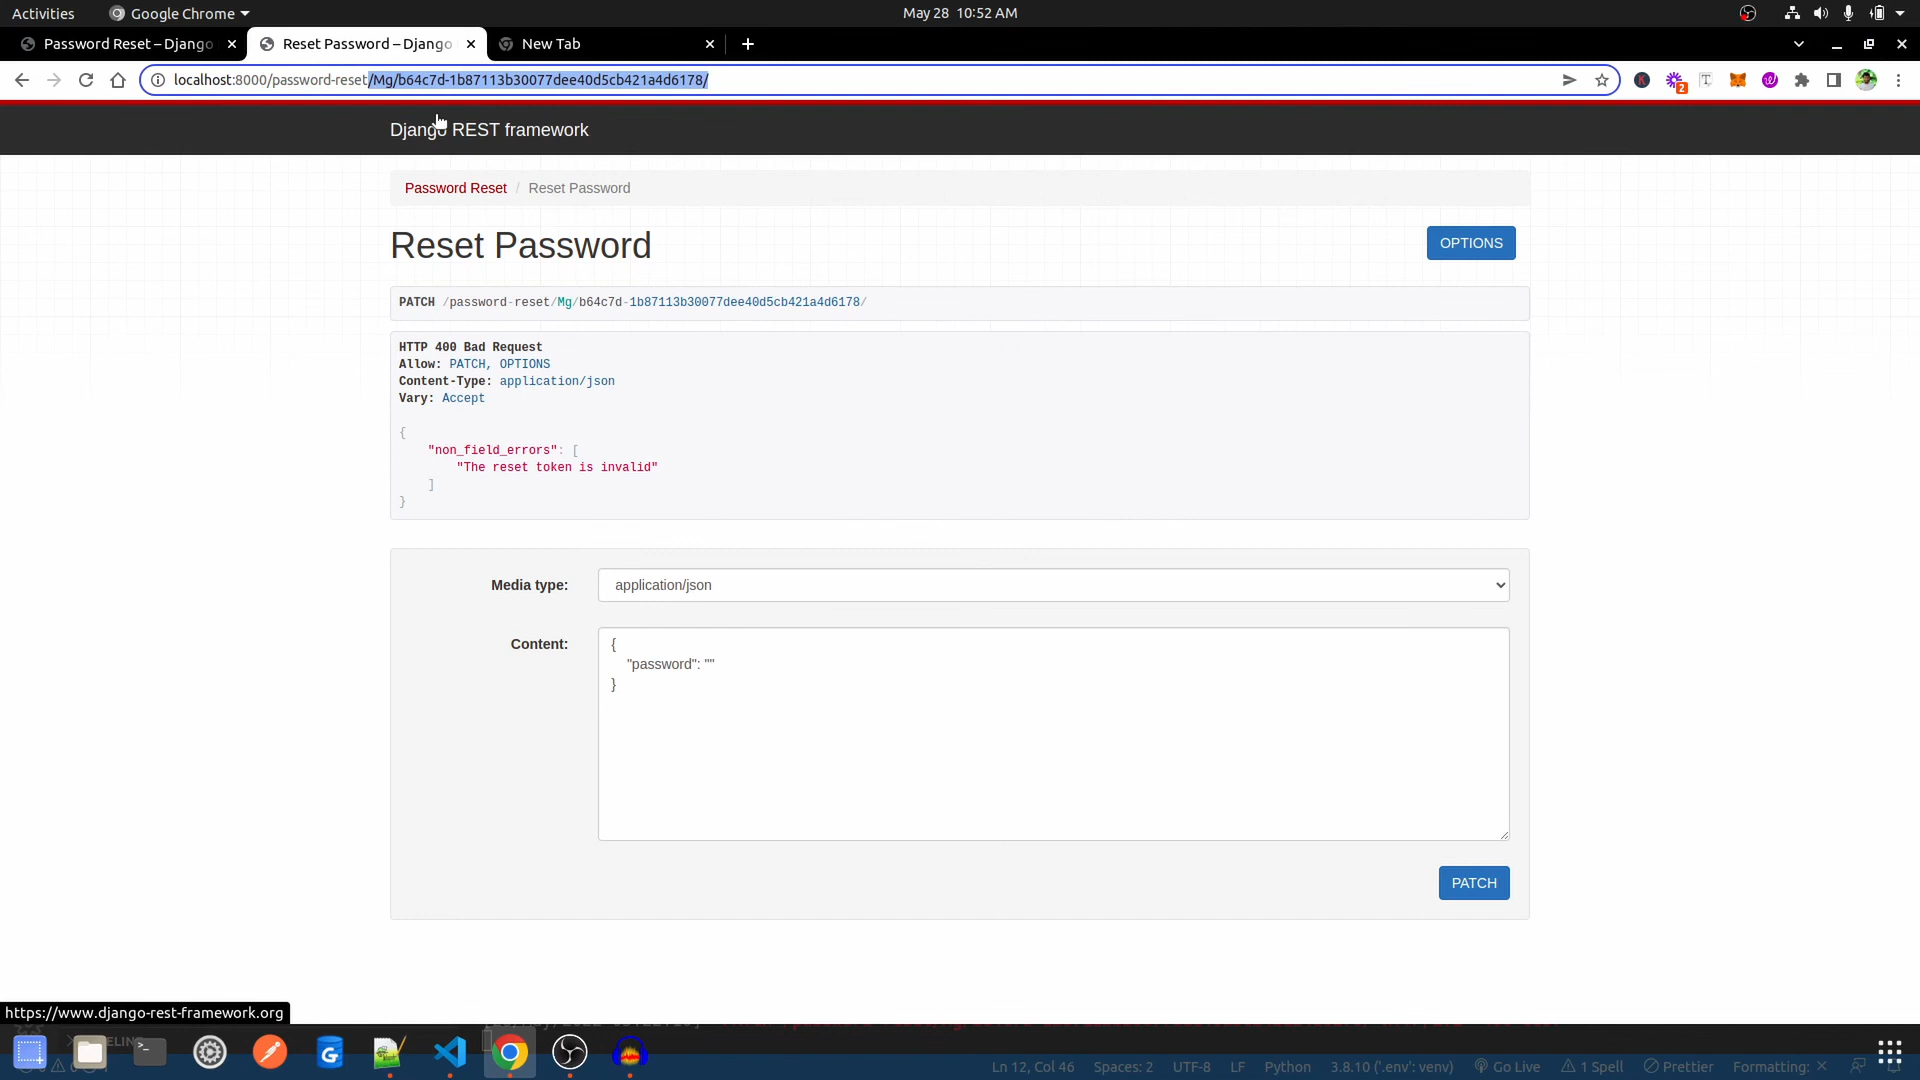 Activities
Google Chrome
May 28 10:52 AM
Password Reset – Django
Reset Password – Django
New Tab
localhost:8000/password-reset/Mg/b64c7d-1b87113b30077dee40d5cb421a4d6178/
2
Django REST framework
Password Reset / Reset Password
Reset Password
OPTIONS
PATCH /password-reset/Mg/b64c7d-1b87113b30077dee40d5cb421a4d6178/
HTTP 400 Bad Request
Allow: PATCH, OPTIONS
Content-Type: application/json
Vary: Accept
{
"non_field_errors": [
"The reset token is invalid"
]
}
Media type:
application/json
Content:
{
"password": ""
}
PATCH
https://www.django-rest-framework.org
Ln 12, Col 46
Spaces: 2
UTF-8
LF
Python
3.8.10 ('.env': venv)
Go Live
1 Spell
Prettier
Formatting: ×